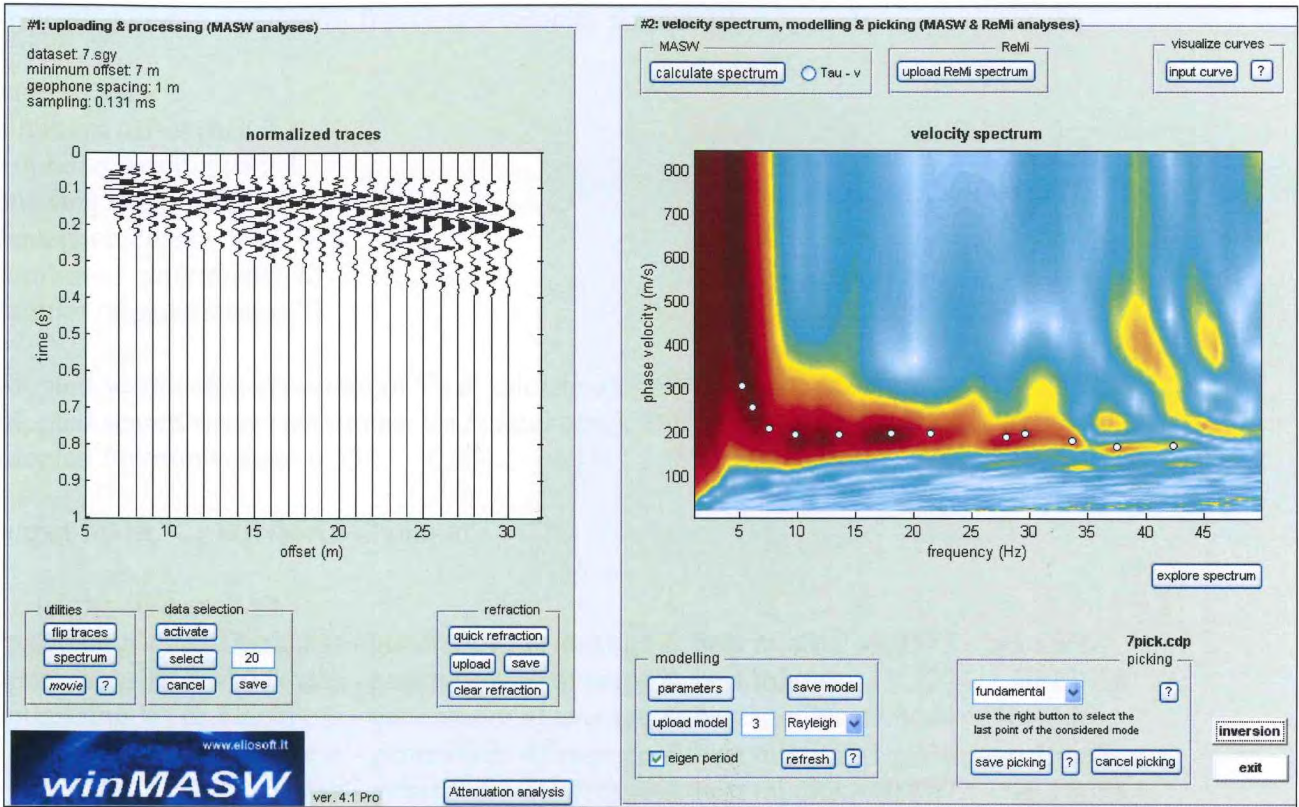 #1: uploading & processing (MASW analyses)
dataset: 7.sgy
minimum offset: 7 m
geophone spacing: 1 m
sampling: 0.131 ms
normalized traces
0
0.1
0.2
0.3
0.4
0.5
0.6
0.7
0.8
0.9
1
time (s)
5 10 15 20 25 30
offset (m)
utilities
flip traces
spectrum
movie ?
data selection
activate
select 20
cancel save
refraction
quick refraction
upload save
clear refraction
www.eliosoft.it
winMASW
ver. 4.1 Pro
Attenuation analysis
#2: velocity spectrum, modelling & picking (MASW & ReMi analyses)
MASW
calculate spectrum Tau - v
ReMi
upload ReMi spectrum
visualize curves
input curve ?
velocity spectrum
800
700
600
500
400
300
200
100
phase velocity (m/s)
5 10 15 20 25 30 35 40 45
frequency (Hz)
explore spectrum
modelling
parameters save model
upload model 3 Rayleigh
eigen period refresh ?
7pick.cdp
picking
fundamental ?
use the right button to select the
last point of the considered mode
save picking ? cancel picking
inversion
exit